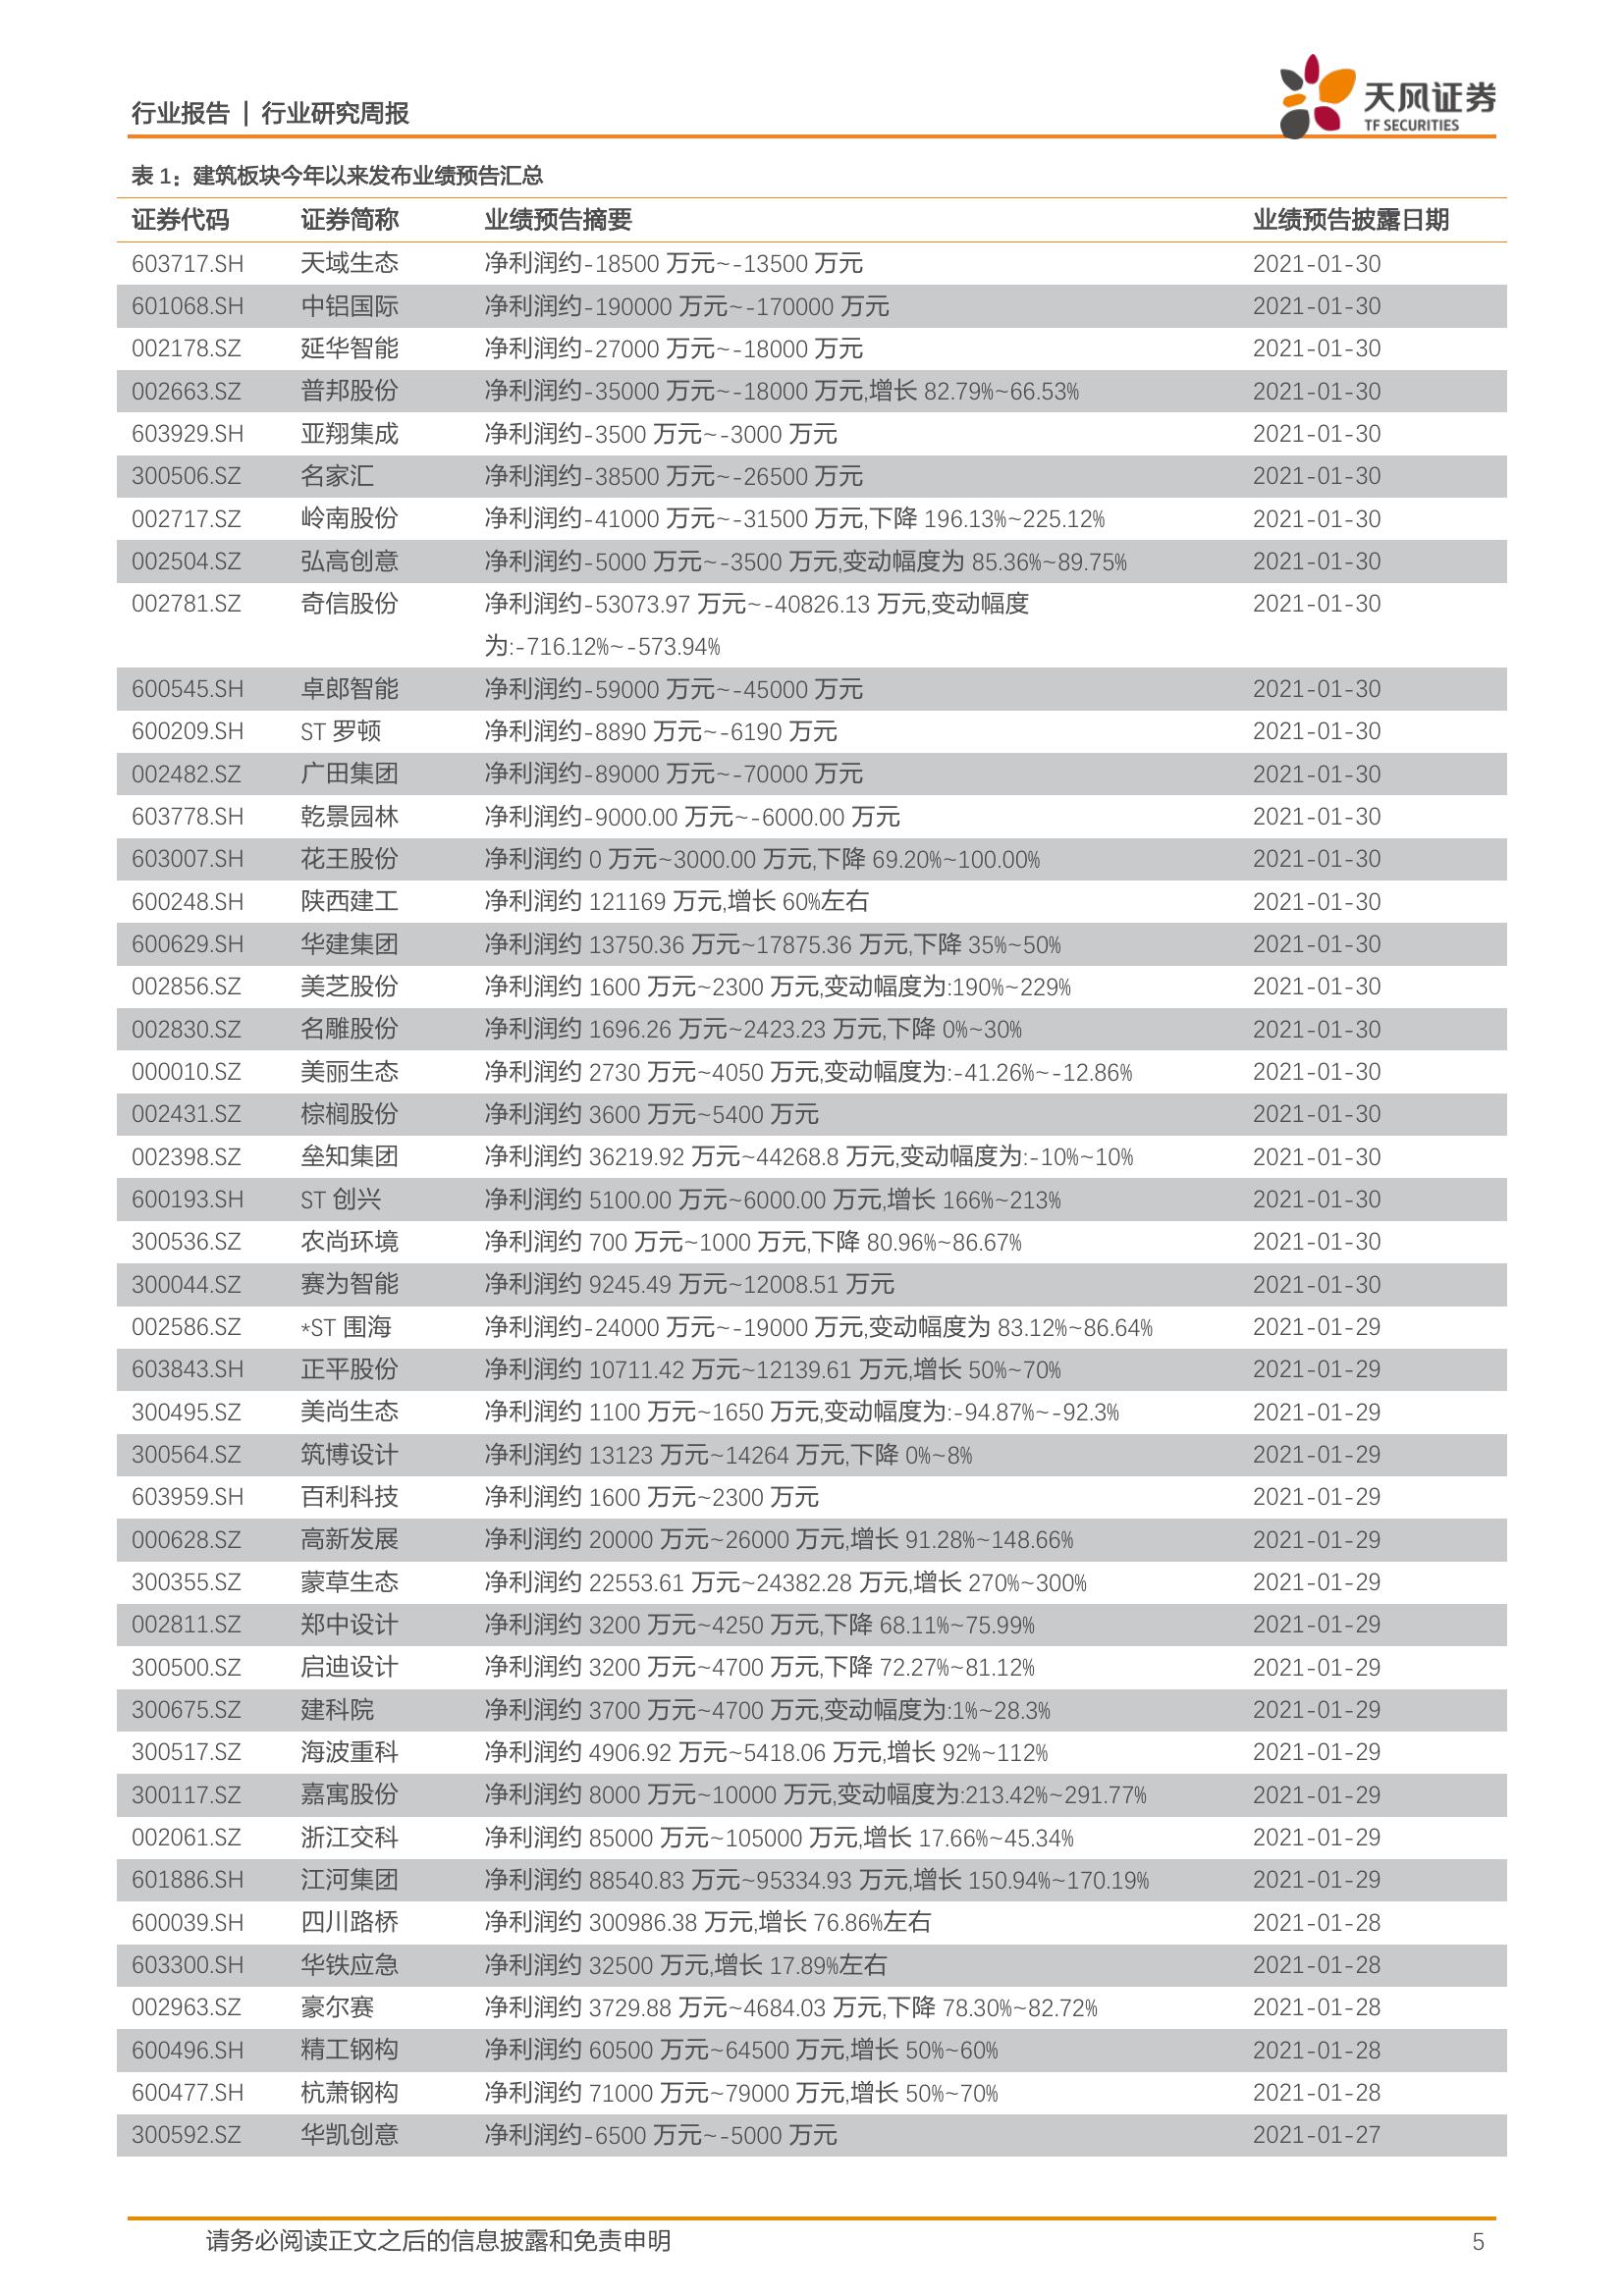 行业报告 | 行业研究周报
天风证券
TF SECURITIES
表 1：建筑板块今年以来发布业绩预告汇总
证券代码 证券简称 业绩预告摘要 业绩预告披露日期
603717.SH 天域生态 净利润约-18500 万元~-13500 万元 2021-01-30
601068.SH 中铝国际 净利润约-190000 万元~-170000 万元 2021-01-30
002178.SZ 延华智能 净利润约-27000 万元~-18000 万元 2021-01-30
002663.SZ 普邦股份 净利润约-35000 万元~-18000 万元,增长 82.79%~66.53% 2021-01-30
603929.SH 亚翔集成 净利润约-3500 万元~-3000 万元 2021-01-30
300506.SZ 名家汇 净利润约-38500 万元~-26500 万元 2021-01-30
002717.SZ 岭南股份 净利润约-41000 万元~-31500 万元,下降 196.13%~225.12% 2021-01-30
002504.SZ 弘高创意 净利润约-5000 万元~-3500 万元,变动幅度为 85.36%~89.75% 2021-01-30
002781.SZ 奇信股份 净利润约-53073.97 万元~-40826.13 万元,变动幅度 2021-01-30
为:-716.12%~-573.94%
600545.SH 卓郎智能 净利润约-59000 万元~-45000 万元 2021-01-30
600209.SH ST 罗顿 净利润约-8890 万元~-6190 万元 2021-01-30
002482.SZ 广田集团 净利润约-89000 万元~-70000 万元 2021-01-30
603778.SH 乾景园林 净利润约-9000.00 万元~-6000.00 万元 2021-01-30
603007.SH 花王股份 净利润约 0 万元~3000.00 万元,下降 69.20%~100.00% 2021-01-30
600248.SH 陕西建工 净利润约 121169 万元,增长 60%左右 2021-01-30
600629.SH 华建集团 净利润约 13750.36 万元~17875.36 万元,下降 35%~50% 2021-01-30
002856.SZ 美芝股份 净利润约 1600 万元~2300 万元,变动幅度为:190%~229% 2021-01-30
002830.SZ 名雕股份 净利润约 1696.26 万元~2423.23 万元,下降 0%~30% 2021-01-30
000010.SZ 美丽生态 净利润约 2730 万元~4050 万元,变动幅度为:-41.26%~-12.86% 2021-01-30
002431.SZ 棕榈股份 净利润约 3600 万元~5400 万元 2021-01-30
002398.SZ 垒知集团 净利润约 36219.92 万元~44268.8 万元,变动幅度为:-10%~10% 2021-01-30
600193.SH ST 创兴 净利润约 5100.00 万元~6000.00 万元,增长 166%~213% 2021-01-30
300536.SZ 农尚环境 净利润约 700 万元~1000 万元,下降 80.96%~86.67% 2021-01-30
300044.SZ 赛为智能 净利润约 9245.49 万元~12008.51 万元 2021-01-30
002586.SZ *ST 围海 净利润约-24000 万元~-19000 万元,变动幅度为 83.12%~86.64% 2021-01-29
603843.SH 正平股份 净利润约 10711.42 万元~12139.61 万元,增长 50%~70% 2021-01-29
300495.SZ 美尚生态 净利润约 1100 万元~1650 万元,变动幅度为:-94.87%~-92.3% 2021-01-29
300564.SZ 筑博设计 净利润约 13123 万元~14264 万元,下降 0%~8% 2021-01-29
603959.SH 百利科技 净利润约 1600 万元~2300 万元 2021-01-29
000628.SZ 高新发展 净利润约 20000 万元~26000 万元,增长 91.28%~148.66% 2021-01-29
300355.SZ 蒙草生态 净利润约 22553.61 万元~24382.28 万元,增长 270%~300% 2021-01-29
002811.SZ 郑中设计 净利润约 3200 万元~4250 万元,下降 68.11%~75.99% 2021-01-29
300500.SZ 启迪设计 净利润约 3200 万元~4700 万元,下降 72.27%~81.12% 2021-01-29
300675.SZ 建科院 净利润约 3700 万元~4700 万元,变动幅度为:1%~28.3% 2021-01-29
300517.SZ 海波重科 净利润约 4906.92 万元~5418.06 万元,增长 92%~112% 2021-01-29
300117.SZ 嘉寓股份 净利润约 8000 万元~10000 万元,变动幅度为:213.42%~291.77% 2021-01-29
002061.SZ 浙江交科 净利润约 85000 万元~105000 万元,增长 17.66%~45.34% 2021-01-29
601886.SH 江河集团 净利润约 88540.83 万元~95334.93 万元,增长 150.94%~170.19% 2021-01-29
600039.SH 四川路桥 净利润约 300986.38 万元,增长 76.86%左右 2021-01-28
603300.SH 华铁应急 净利润约 32500 万元,增长 17.89%左右 2021-01-28
002963.SZ 豪尔赛 净利润约 3729.88 万元~4684.03 万元,下降 78.30%~82.72% 2021-01-28
600496.SH 精工钢构 净利润约 60500 万元~64500 万元,增长 50%~60% 2021-01-28
600477.SH 杭萧钢构 净利润约 71000 万元~79000 万元,增长 50%~70% 2021-01-28
300592.SZ 华凯创意 净利润约-6500 万元~-5000 万元 2021-01-27
请务必阅读正文之后的信息披露和免责申明 5